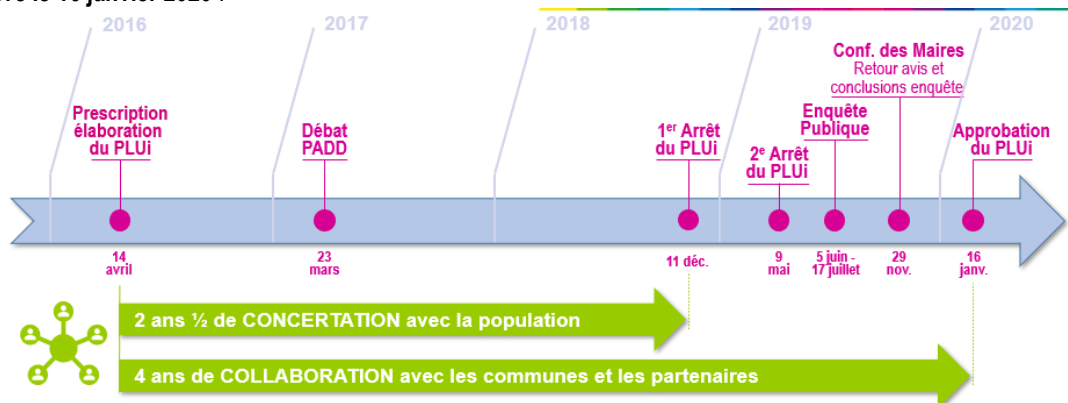 2016
2017
2018
2019
2020
Conf. des Maires
Retour avis et
conclusions enquête
Prescription
élaboration
du PLUi
Débat
PADD
1er Arrêt
du PLUi
2e Arrêt
du PLUi
Enquête
Publique
Approbation
du PLUi
14
avril
23
mars
11 déc.
9
mai
5 juin -
17 juillet
29
nov.
16
janv.
2 ans ½ de CONCERTATION avec la population
4 ans de COLLABORATION avec les communes et les partenaires